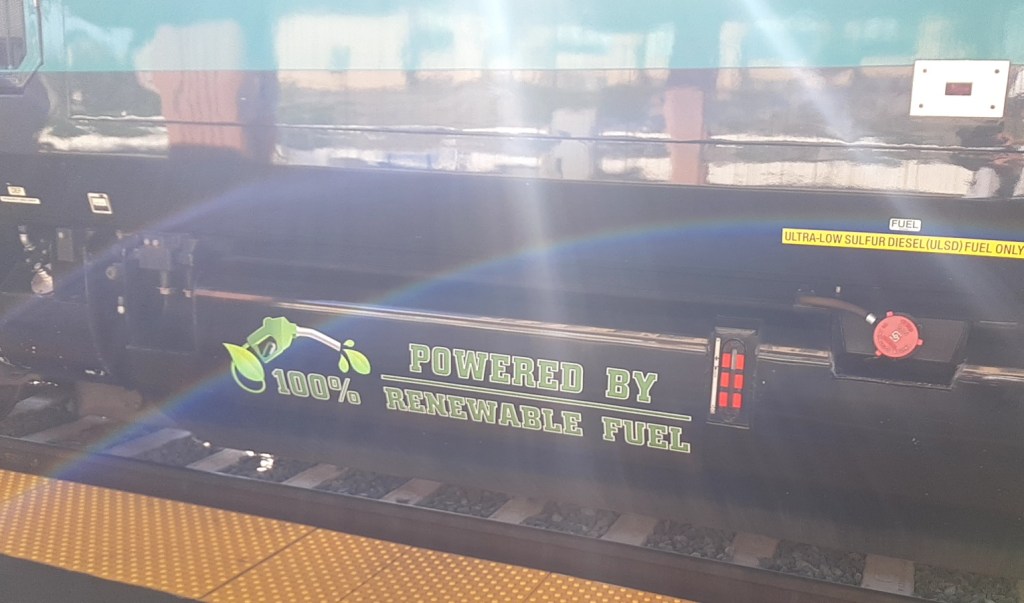 FUEL
ULTRA-LOW SULFUR DIESEL(ULSD)FUEL ONLY
100%
POWERED BY
RENEWABLE FUEL